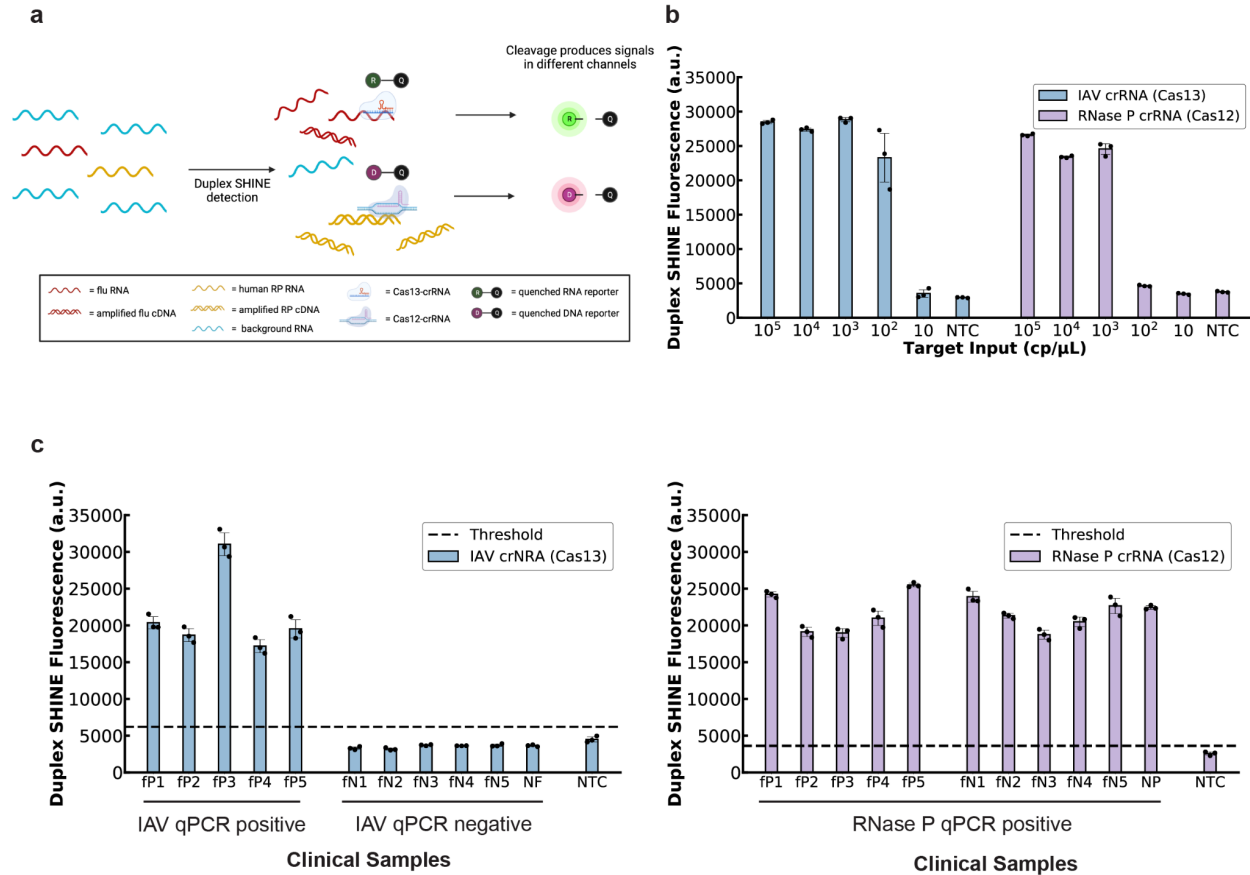 a
Cleavage produces signals
in different channels
R
Q
R
Q
Duplex SHINE
detection
D
Q
D
Q
= flu RNA
= human RP RNA
= Cas13-crRNA
R
Q
= quenched RNA reporter
= amplified flu cDNA
= amplified RP cDNA
= Cas12-crRNA
D
Q
= quenched DNA reporter
= background RNA
b
Duplex SHINE Fluorescence (a.u.)
35000
30000
25000
20000
15000
10000
5000
0
IAV crRNA (Cas13)
RNase P crRNA (Cas12)
10⁵ 10⁴ 10³ 10² 10 NTC 10⁵ 10⁴ 10³ 10² 10 NTC
Target Input (cp/µL)
c
Duplex SHINE Fluorescence (a.u.)
35000
30000
25000
20000
15000
10000
5000
0
Threshold
IAV crNRA (Cas13)
fP1 fP2 fP3 fP4 fP5 fN1 fN2 fN3 fN4 fN5 NF NTC
IAV qPCR positive IAV qPCR negative
Clinical Samples
Duplex SHINE Fluorescence (a.u.)
35000
30000
25000
20000
15000
10000
5000
0
Threshold
RNase P crRNA (Cas12)
fP1 fP2 fP3 fP4 fP5 fN1 fN2 fN3 fN4 fN5 NP NTC
RNase P qPCR positive
Clinical Samples